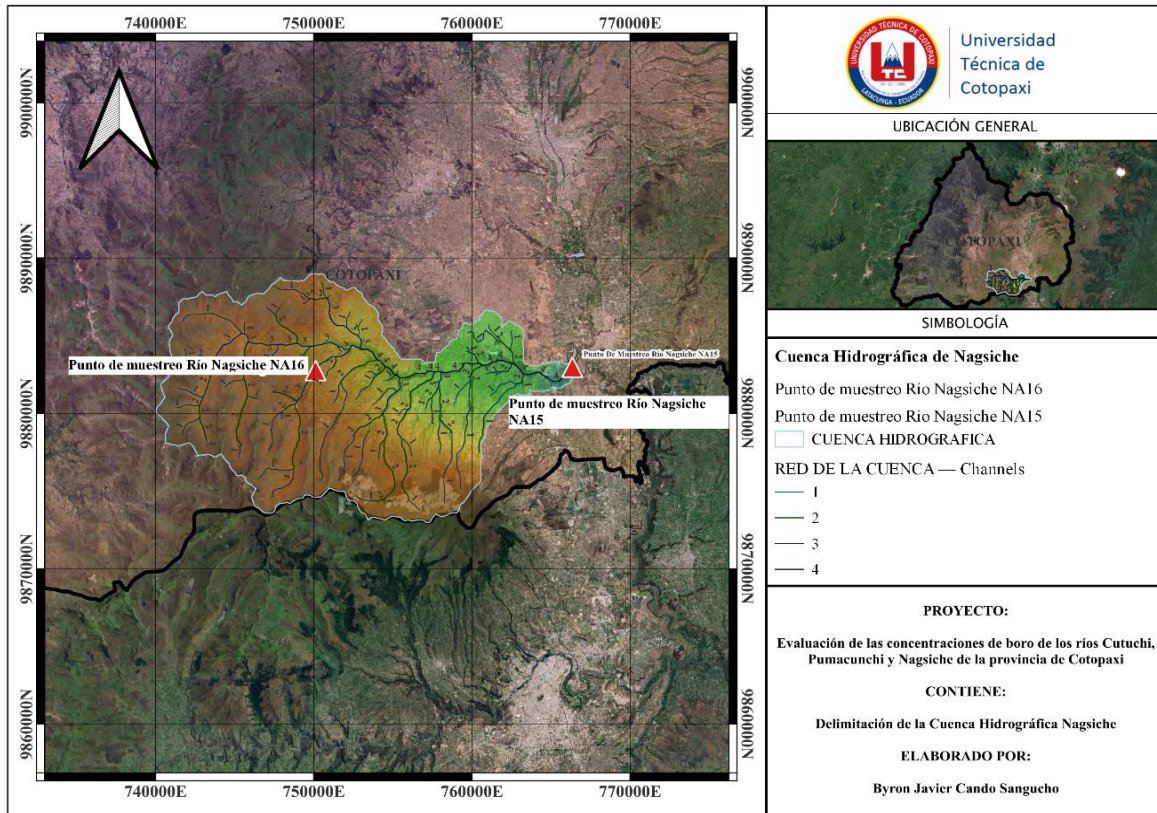 740000E 750000E 760000E 770000E
9900000N 9900000N
9890000N 9890000N
COTOPAXI
Punto de muestreo Río Nagsiche NA16
Punto De Muestreo Río Nagsiche NA15
Punto de muestreo Río Nagsiche
NA15
9880000N 9880000N
9870000N 9870000N
9860000N 9860000N
740000E 750000E 760000E 770000E
UNIVERSIDAD TÉCNICA DE COTOPAXI
UTC
LATACUNGA - ECUADOR
Universidad
Técnica de
Cotopaxi
UBICACIÓN GENERAL
COTOPAXI
SIMBOLOGÍA
Cuenca Hidrográfica de Nagsiche
Punto de muestreo Río Nagsiche NA16
Punto de muestreo Río Nagsiche NA15
CUENCA HIDROGRAFICA
RED DE LA CUENCA — Channels
1
2
3
4
PROYECTO:
Evaluación de las concentraciones de boro de los ríos Cutuchi,
Pumacunchi y Nagsiche de la provincia de Cotopaxi
CONTIENE:
Delimitación de la Cuenca Hidrográfica Nagsiche
ELABORADO POR:
Byron Javier Cando Sangucho